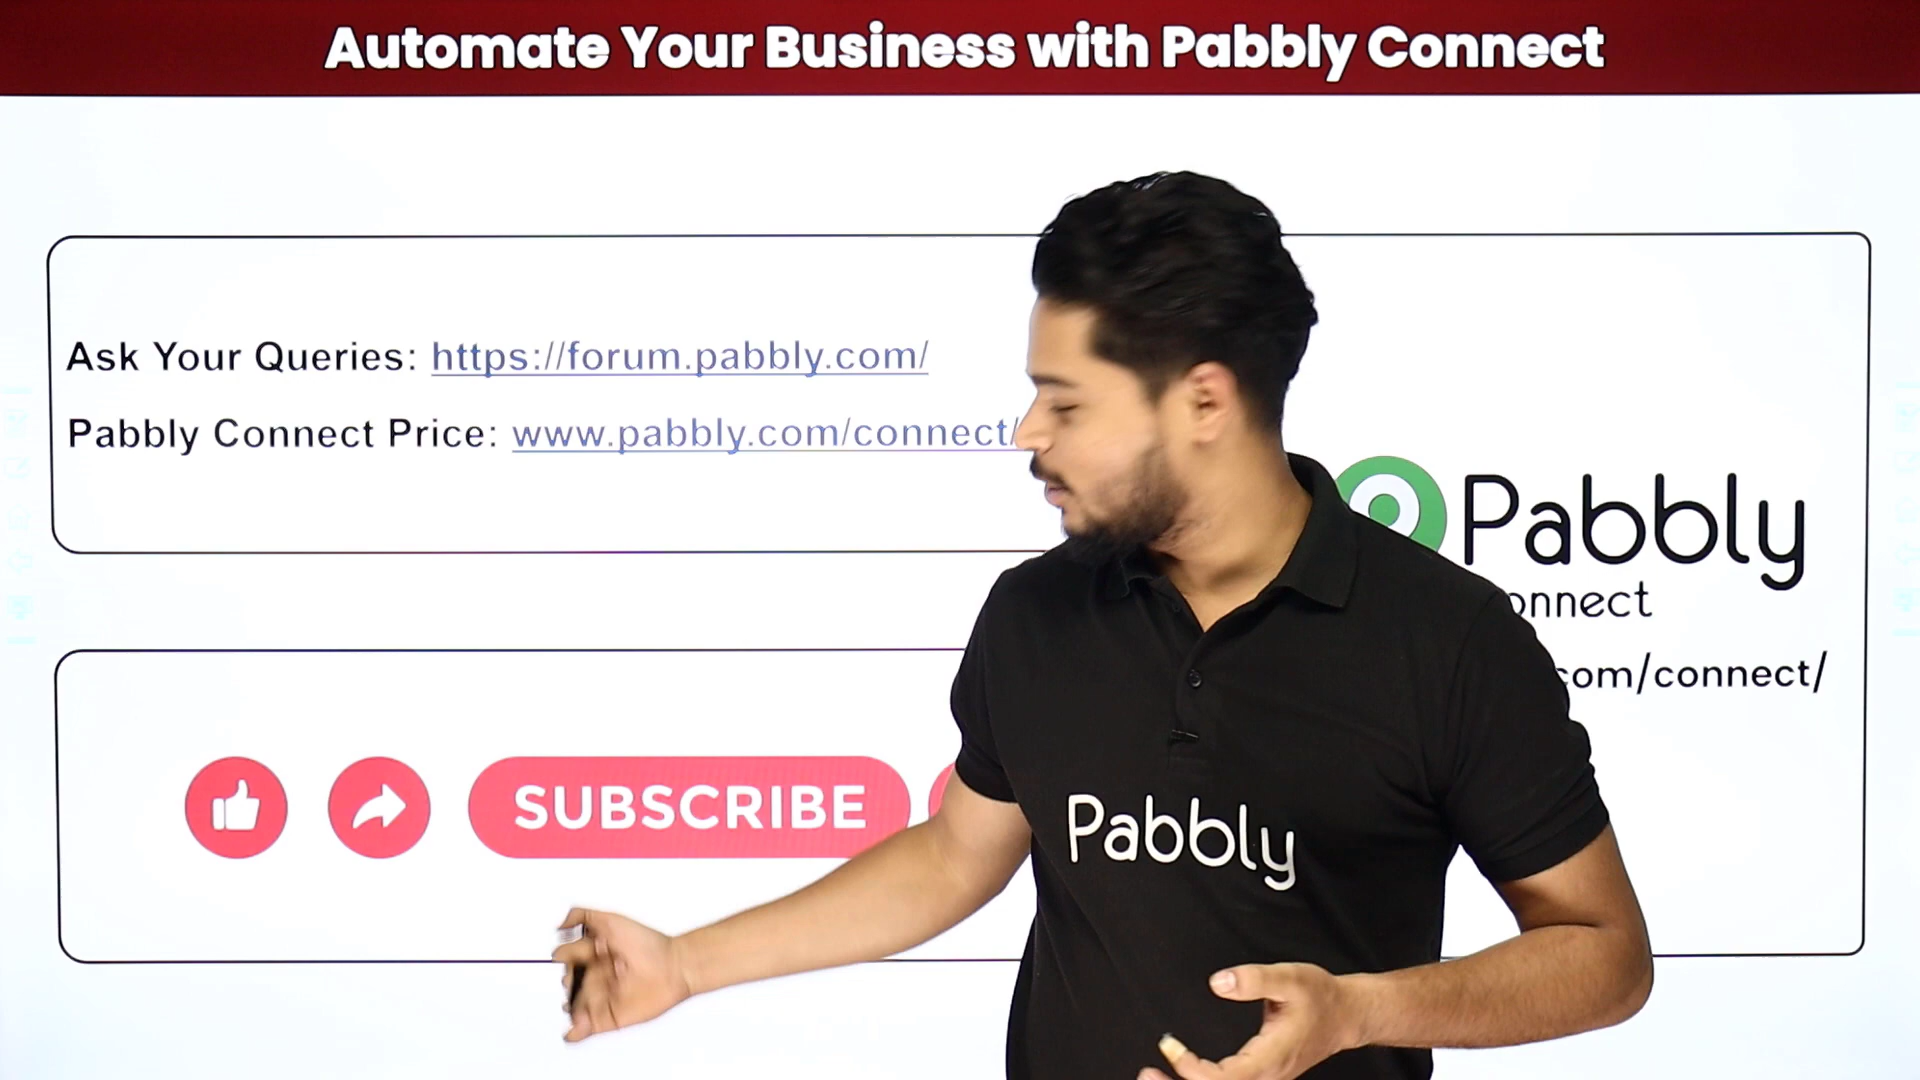 Automate Your Business with Pabbly Connect
Ask Your Queries: https://forum.pabbly.com/
Pabbly Connect Price: www.pabbly.com/connect/
Pabbly
onnect
com/connect/
SUBSCRIBE
Pabbly